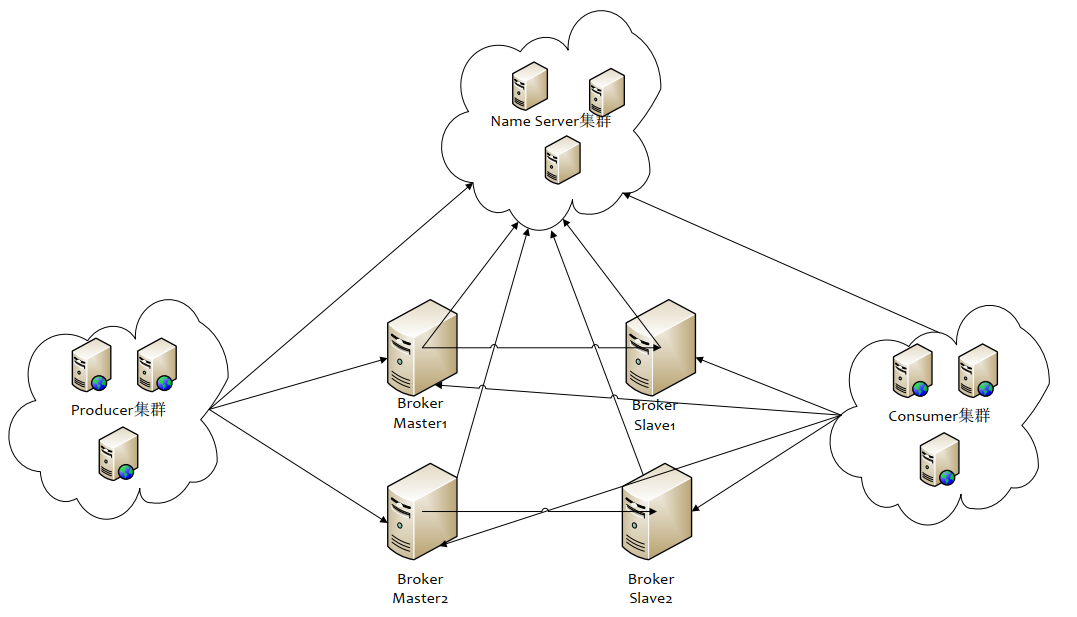 Name Server集群
Producer集群
Broker
Master1
Broker
Slave1
Consumer集群
Broker
Master2
Broker
Slave2